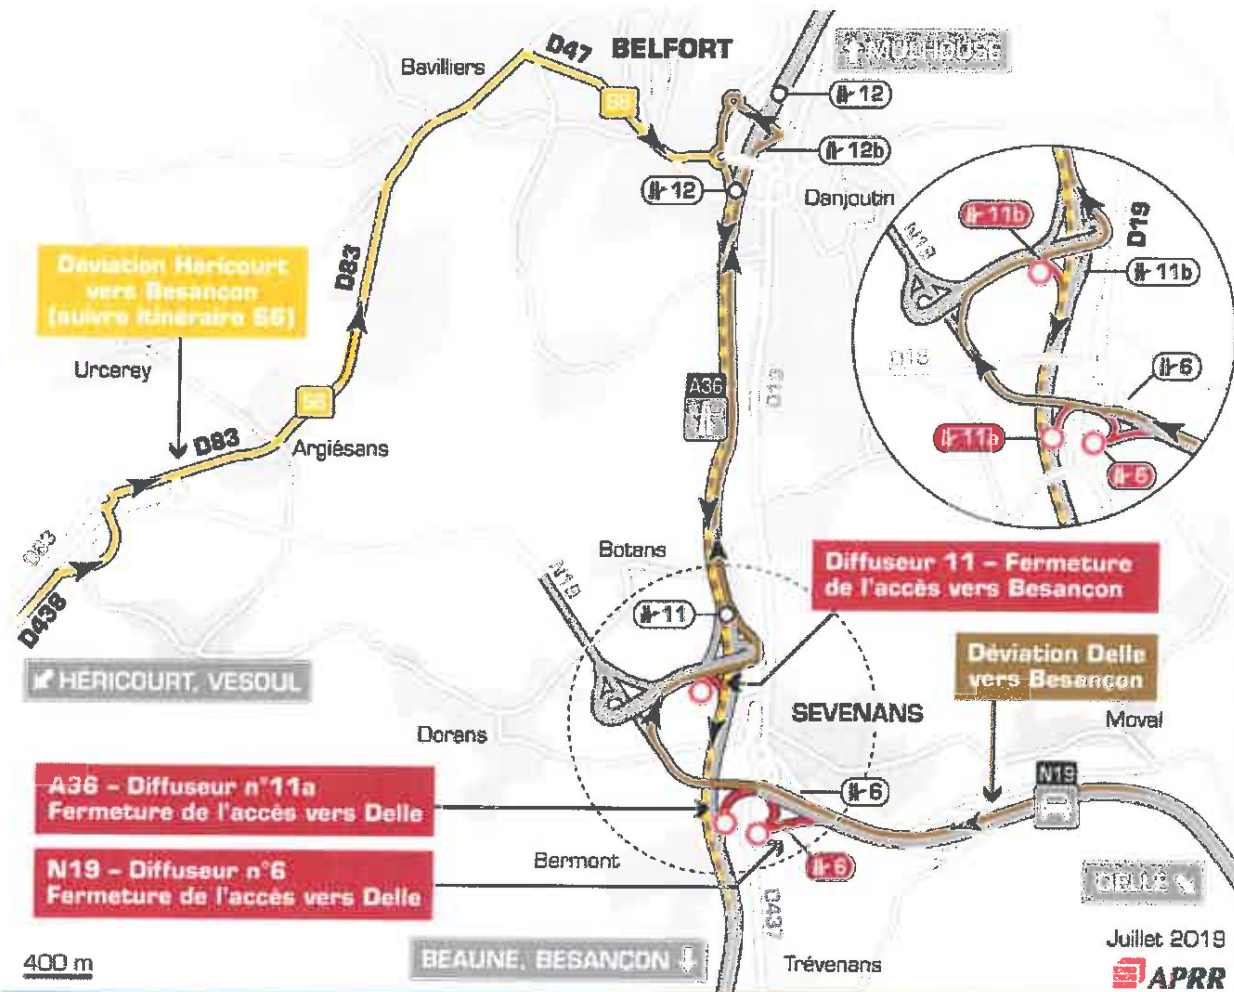 D47
BELFORT
MULHOUSE
Bavilliers
S6
12
12b
12
Danjoutin
11b
N19
D19
11b
Déviation Héricourt
vers Besançon
(suivre itinéraire S6)
D83
Urcerey
D18
6
A36
D19
S6
D83
Argiésans
11a
6
D83
Botans
N19
Diffuseur 11 – Fermeture
de l'accès vers Besançon
D438
11
Déviation Delle
vers Besançon
HÉRICOURT, VESOUL
SEVENANS
Moval
Dorans
A36 – Diffuseur n°11a
Fermeture de l'accès vers Delle
N19
6
N19 – Diffuseur n°6
Fermeture de l'accès vers Delle
Bermont
6
DELLE
D437
BEAUNE, BESANÇON
Juillet 2019
400 m
Trévenans
APRR